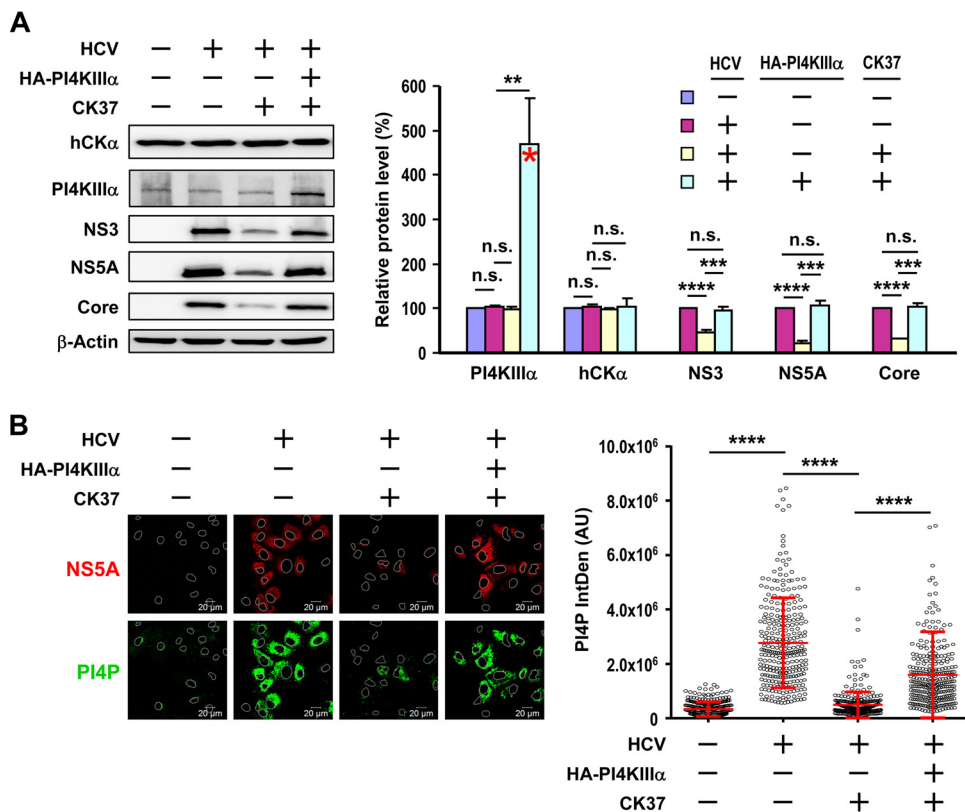 A
HCV − + + +
HA-PI4KIIIα − − − +
CK37 − − + +
hCKα
PI4KIIIα
NS3
NS5A
Core
β-Actin
Relative protein level (%)
600
500
400
300
200
100
0
HCV HA-PI4KIIIα CK37
− − −
+ − −
+ − +
+ + +
**
*
n.s.
n.s.
n.s.
n.s.
n.s.
n.s.
n.s.
n.s.
***
***
***
****
****
****
n.s.
PI4KIIIα hCKα NS3 NS5A Core
B
HCV − + + +
HA-PI4KIIIα − − − +
CK37 − − + +
NS5A
20 μm 20 μm 20 μm 20 μm
PI4P
20 μm 20 μm 20 μm 20 μm
PI4P IntDen (AU)
10.0x10⁶
8.0x10⁶
6.0x10⁶
4.0x10⁶
2.0x10⁶
0
****
****
****
HCV − + + +
HA-PI4KIIIα − − − +
CK37 − − + +